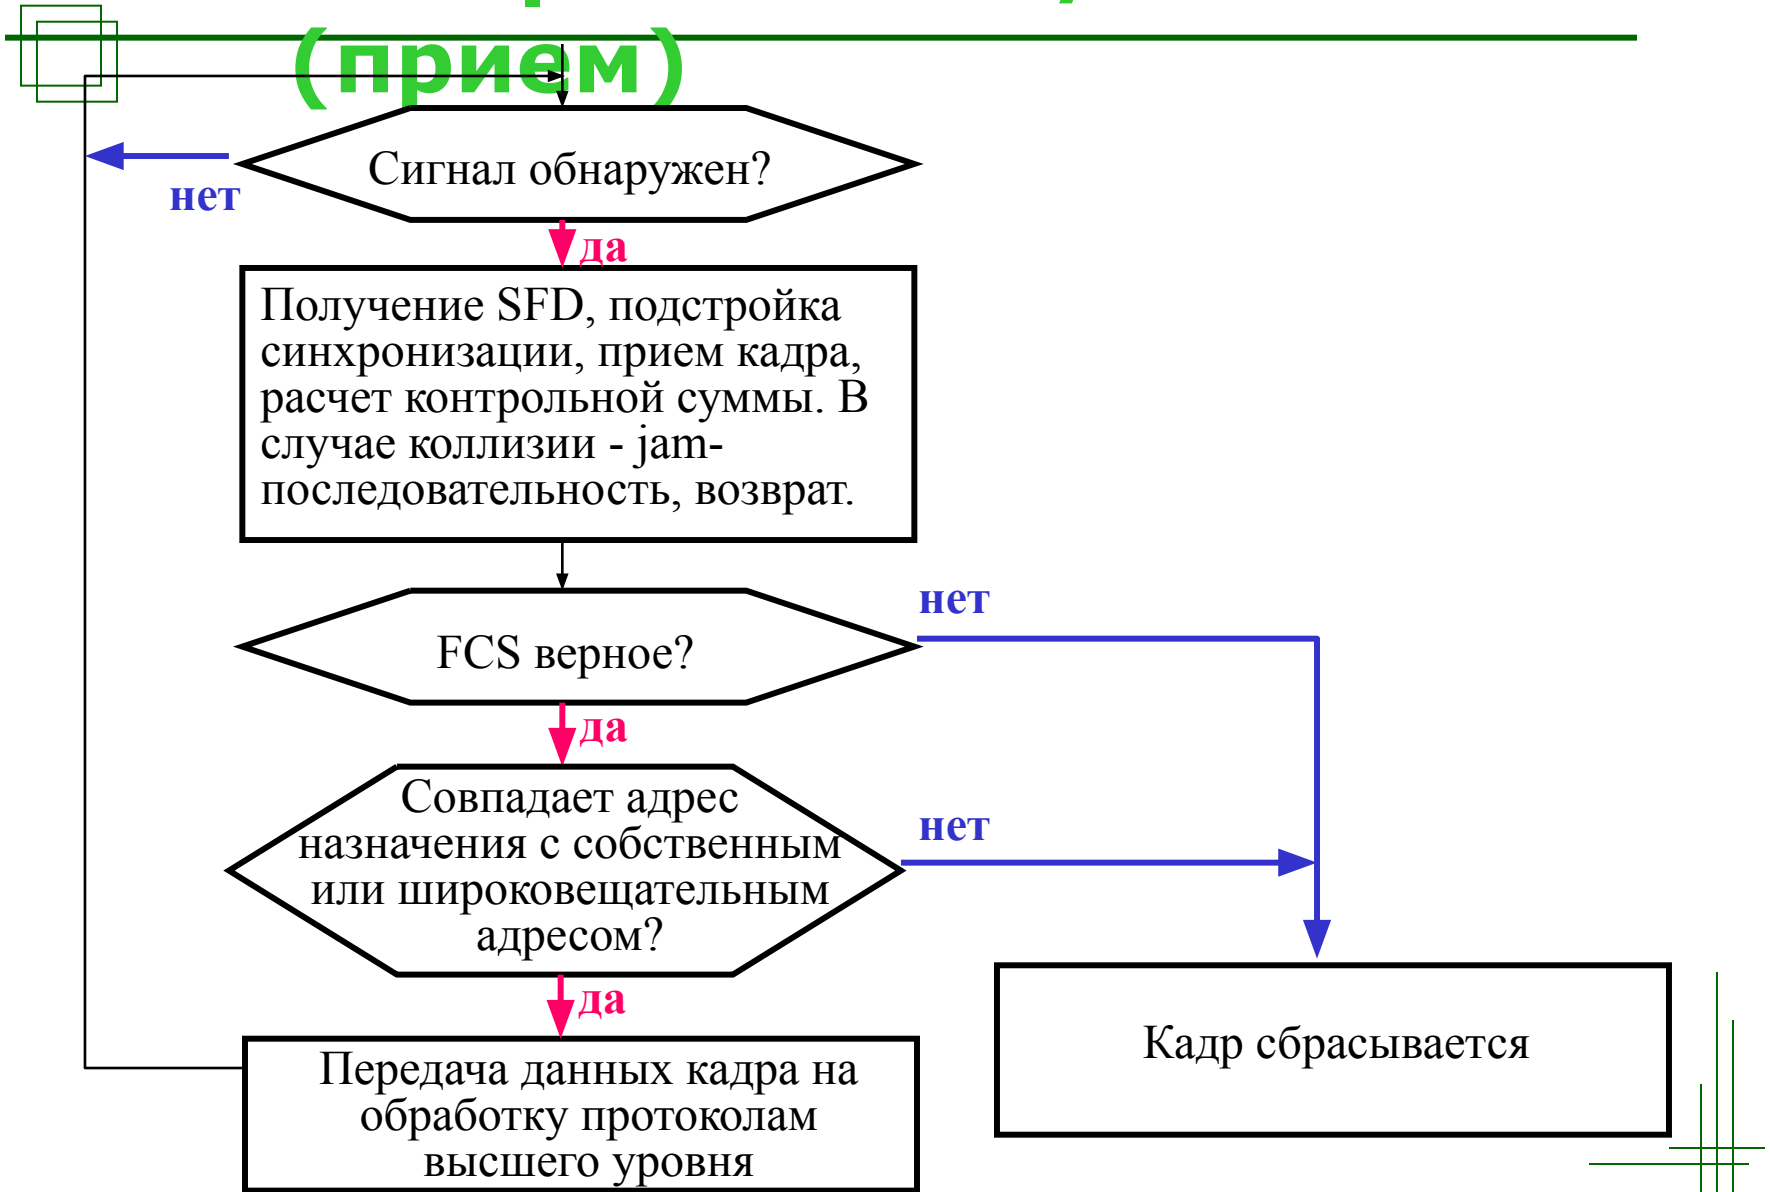 (прием)
Сигнал обнаружен?
нет
да
Получение SFD, подстройка
синхронизации, прием кадра,
расчет контрольной суммы. В
случае коллизии - jam-
последовательность, возврат.
нет
FCS верное?
да
Совпадает адрес
назначения с собственным
или широковещательным
адресом?
нет
да
Кадр сбрасывается
Передача данных кадра на
обработку протоколам
высшего уровня